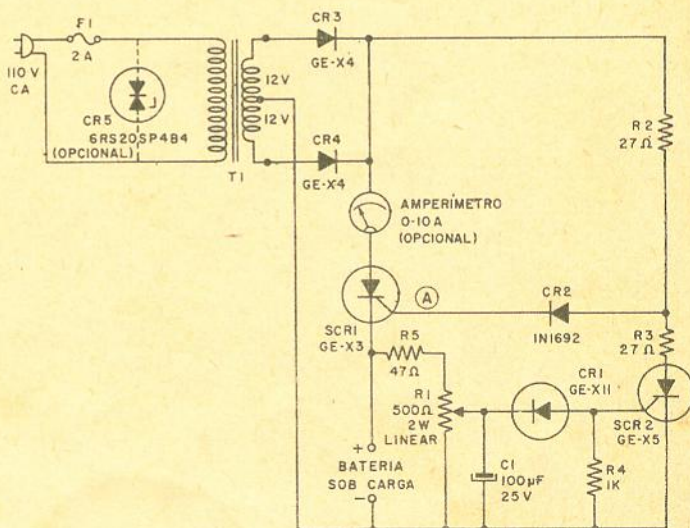 F1
2 A
110 V
CA
CR5
6RS20SP4B4
(OPCIONAL)
T1
12V
12V
CR3
GE-X4
CR4
GE-X4
R2
27Ω
AMPERÍMETRO
0-10A
(OPCIONAL)
A
CR2
1N1692
SCR1
GE-X3
R5
47Ω
R3
27Ω
CR1
GE-X11
SCR2
GE-X5
R1
500Ω
2W
LINEAR
+
BATERIA
SOB CARGA
-
C1
100µF
25V
R4
1K